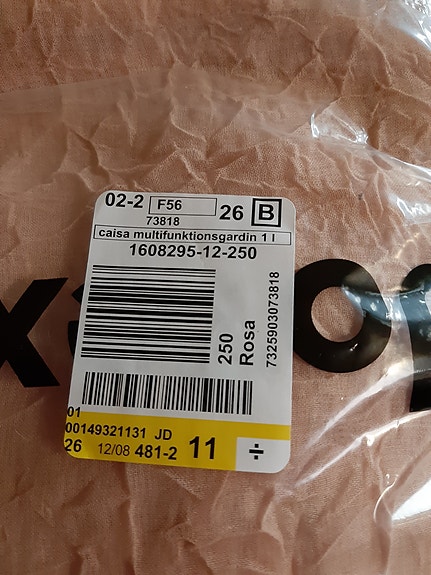 02-2 F56 26 B
73818
caisa multifunktionsgardin 1 l
1608295-12-250
250
Rosa
7325903073818
01
00149321131 JD
26 12/08 481-2 11 ÷